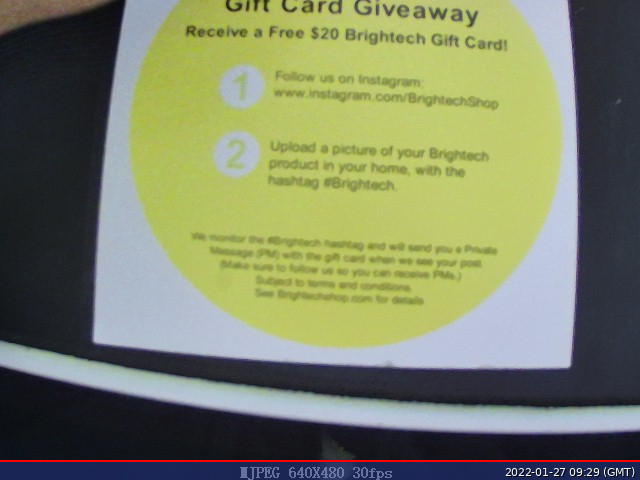 Gift Card Giveaway
Receive a Free $20 Brightech Gift Card!
1
Follow us on Instagram:
www.instagram.com/BrightechShop
2
Upload a picture of your Brightech
product in your home, with the
hashtag #Brightech.
We monitor the #Brightech hashtag and will send you a Private
Message (PM) with the gift card when we see your post.
(Make sure to follow us so you can receive PMs.)
Subject to terms and conditions.
See Brightechshop.com for details
MJPEG 640X480 30fps
2022-01-27 09:29 (GMT)